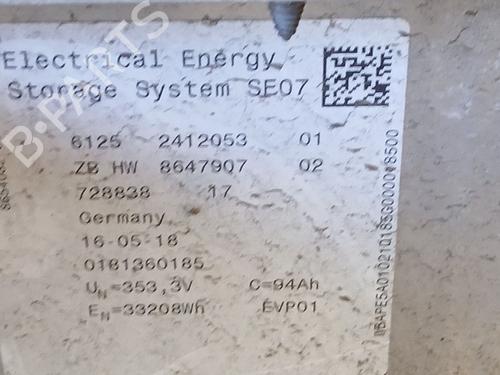 Electrical Energy
Storage System SE07
6125 2412053 01
ZB HW 8647907 02
728838 17
Germany
16-05-18
0181360185
UN=353,3V C=94Ah
EN=33208Wh EVP01
B-PARTS